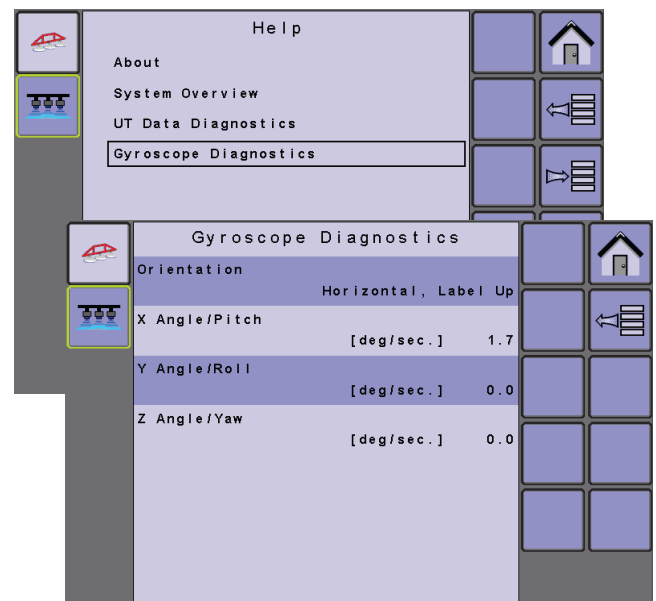 Help
About
System Overview
UT Data Diagnostics
Gyroscope Diagnostics
Gyroscope Diagnostics
Orientation
Horizontal, Label Up
X Angle/Pitch
[deg/sec.] 1.7
Y Angle/Roll
[deg/sec.] 0.0
Z Angle/Yaw
[deg/sec.] 0.0